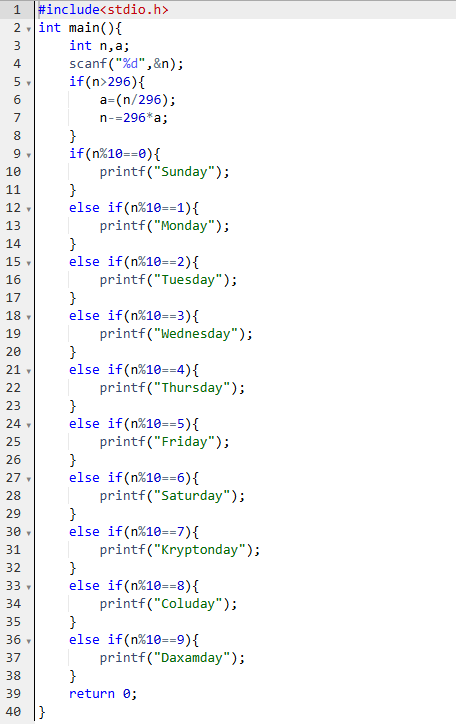 1 #include<stdio.h>
2 int main(){
3     int n,a;
4     scanf("%d",&n);
5     if(n>296){
6         a=(n/296);
7         n-=296*a;
8     }
9     if(n%10==0){
10         printf("Sunday");
11     }
12     else if(n%10==1){
13         printf("Monday");
14     }
15     else if(n%10==2){
16         printf("Tuesday");
17     }
18     else if(n%10==3){
19         printf("Wednesday");
20     }
21     else if(n%10==4){
22         printf("Thursday");
23     }
24     else if(n%10==5){
25         printf("Friday");
26     }
27     else if(n%10==6){
28         printf("Saturday");
29     }
30     else if(n%10==7){
31         printf("Kryptonday");
32     }
33     else if(n%10==8){
34         printf("Coluday");
35     }
36     else if(n%10==9){
37         printf("Daxamday");
38     }
39     return 0;
40 }